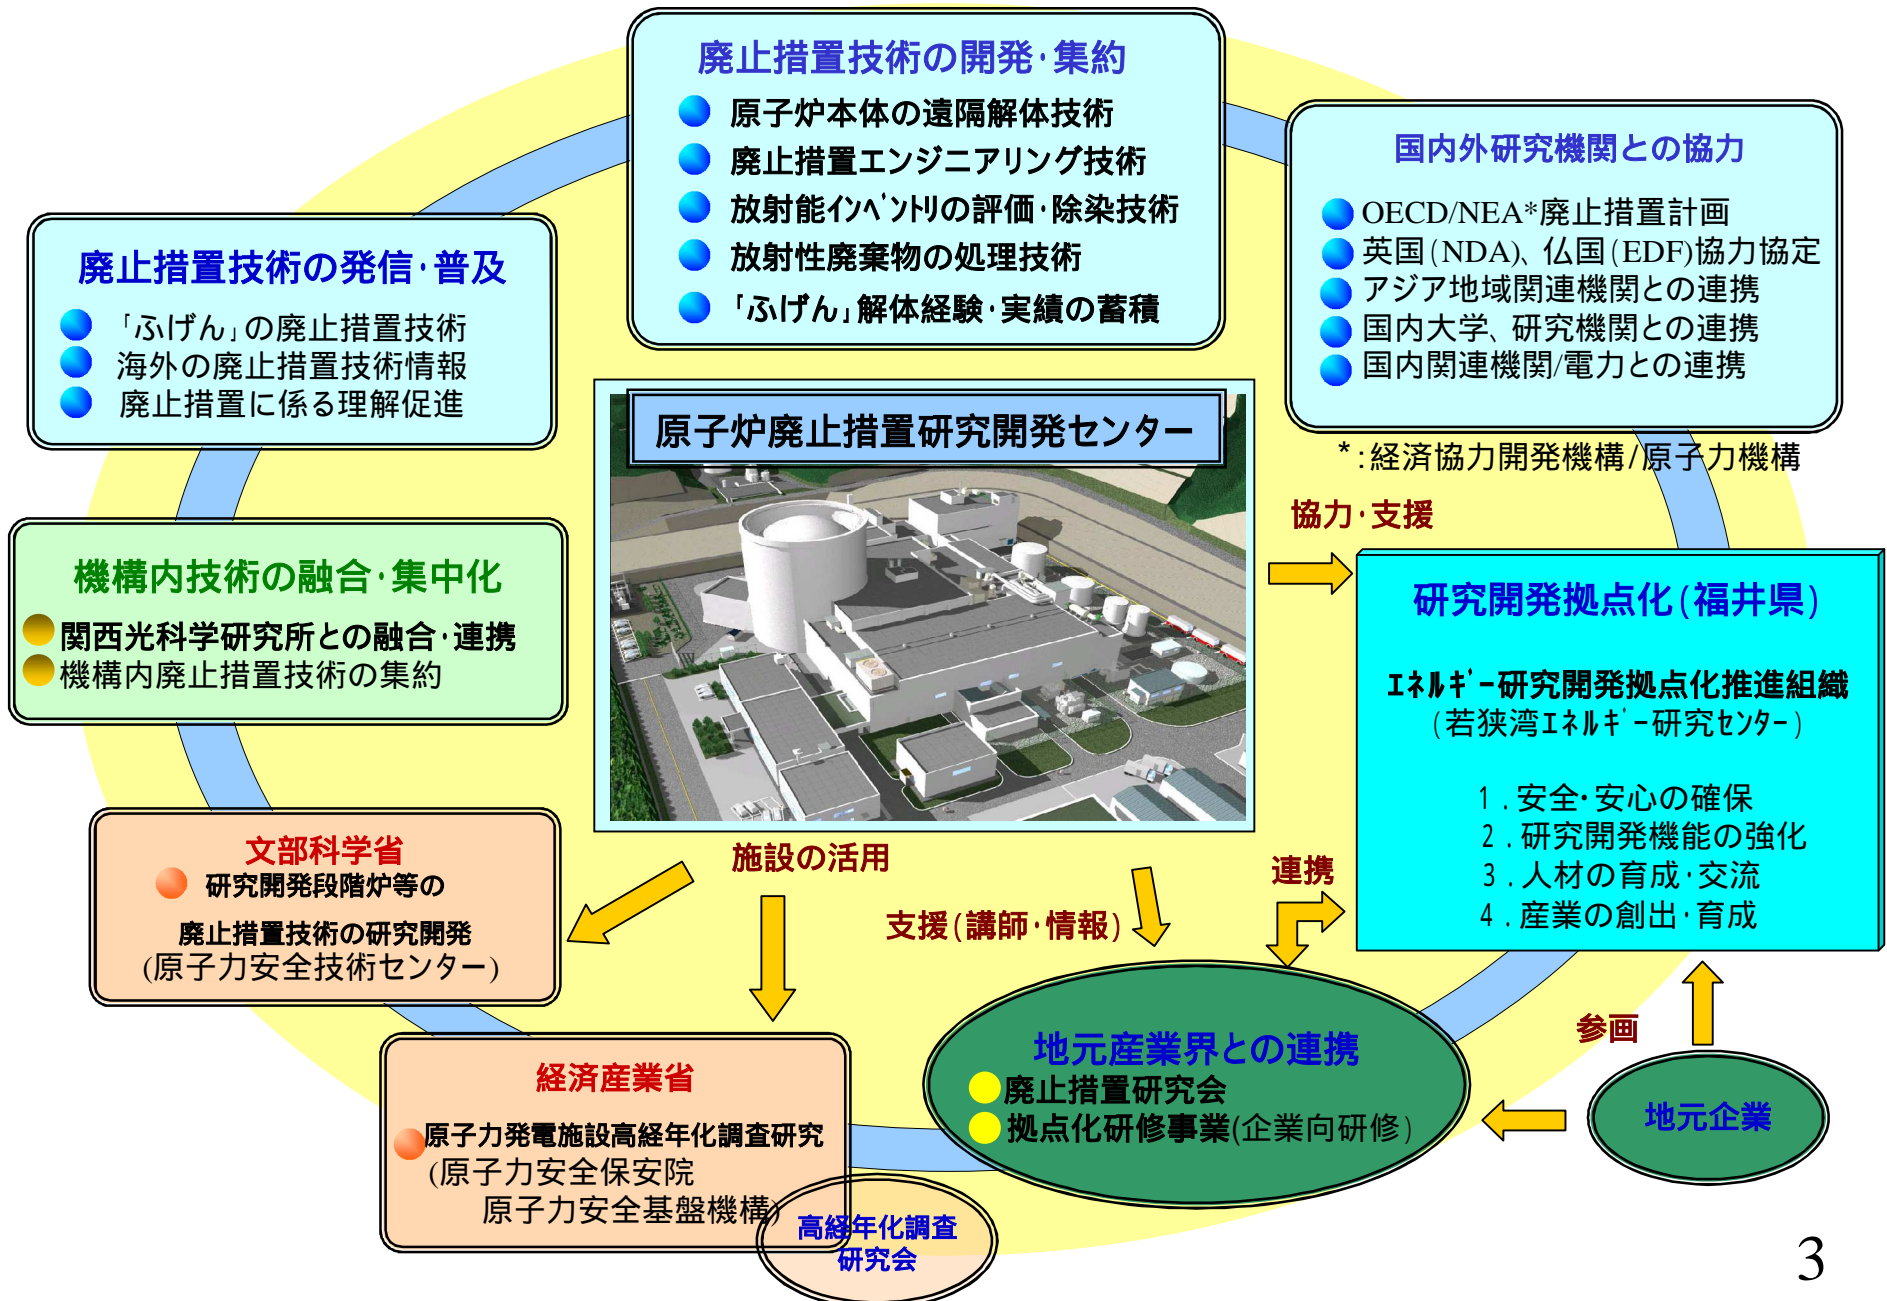 廃止措置技術の開発・集約
原子炉本体の遠隔解体技術
廃止措置エンジニアリング技術
放射能ｲﾝﾍﾞﾝﾄﾘの評価・除染技術
放射性廃棄物の処理技術
「ふげん」解体経験・実績の蓄積
国内外研究機関との協力
OECD/NEA*廃止措置計画
英国(NDA)、仏国(EDF)協力協定
アジア地域関連機関との連携
国内大学、研究機関との連携
国内関連機関/電力との連携
*:経済協力開発機構/原子力機構
廃止措置技術の発信・普及
「ふげん」の廃止措置技術
海外の廃止措置技術情報
廃止措置に係る理解促進
原子炉廃止措置研究開発センター
機構内技術の融合・集中化
関西光科学研究所との融合・連携
機構内廃止措置技術の集約
協力・支援
研究開発拠点化(福井県)
ｴﾈﾙｷﾞｰ研究開発拠点化推進組織
(若狭湾ｴﾈﾙｷﾞｰ研究ｾﾝﾀｰ)
1.安全・安心の確保
2.研究開発機能の強化
3.人材の育成・交流
4.産業の創出・育成
文部科学省
研究開発段階炉等の
廃止措置技術の研究開発
(原子力安全技術センター)
施設の活用
支援(講師・情報)
連携
経済産業省
原子力発電施設高経年化調査研究
(原子力安全保安院
原子力安全基盤機構)
高経年化調査
研究会
地元産業界との連携
廃止措置研究会
拠点化研修事業(企業向研修)
参画
地元企業
3